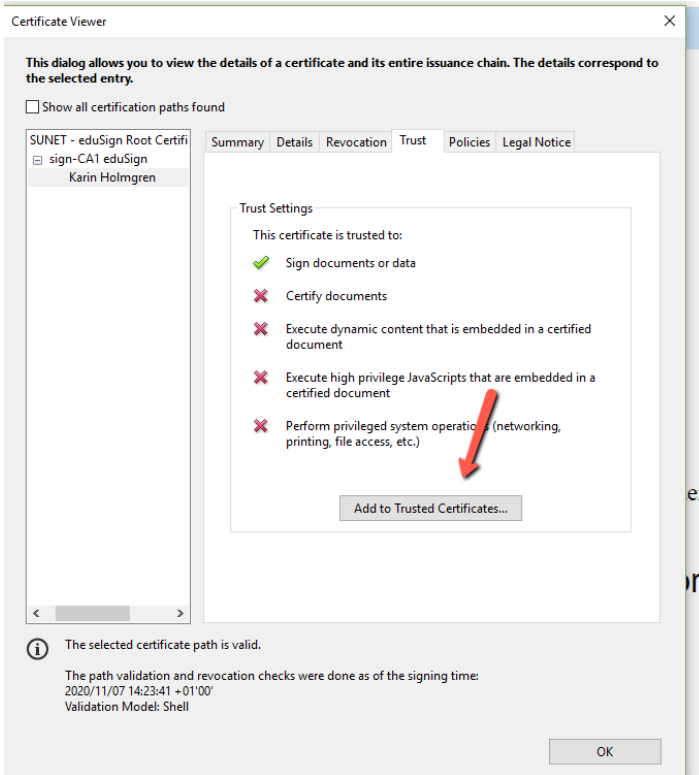 Certificate Viewer
This dialog allows you to view the details of a certificate and its entire issuance chain. The details correspond to
the selected entry.
Show all certification paths found
SUNET - eduSign Root Certifi
sign-CA1 eduSign
Karin Holmgren
Summary Details Revocation Trust Policies Legal Notice
Trust Settings
This certificate is trusted to:
Sign documents or data
Certify documents
Execute dynamic content that is embedded in a certified
document
Execute high privilege JavaScripts that are embedded in a
certified document
Perform privileged system operations (networking,
printing, file access, etc.)
Add to Trusted Certificates...
The selected certificate path is valid.
The path validation and revocation checks were done as of the signing time:
2020/11/07 14:23:41 +01'00'
Validation Model: Shell
OK